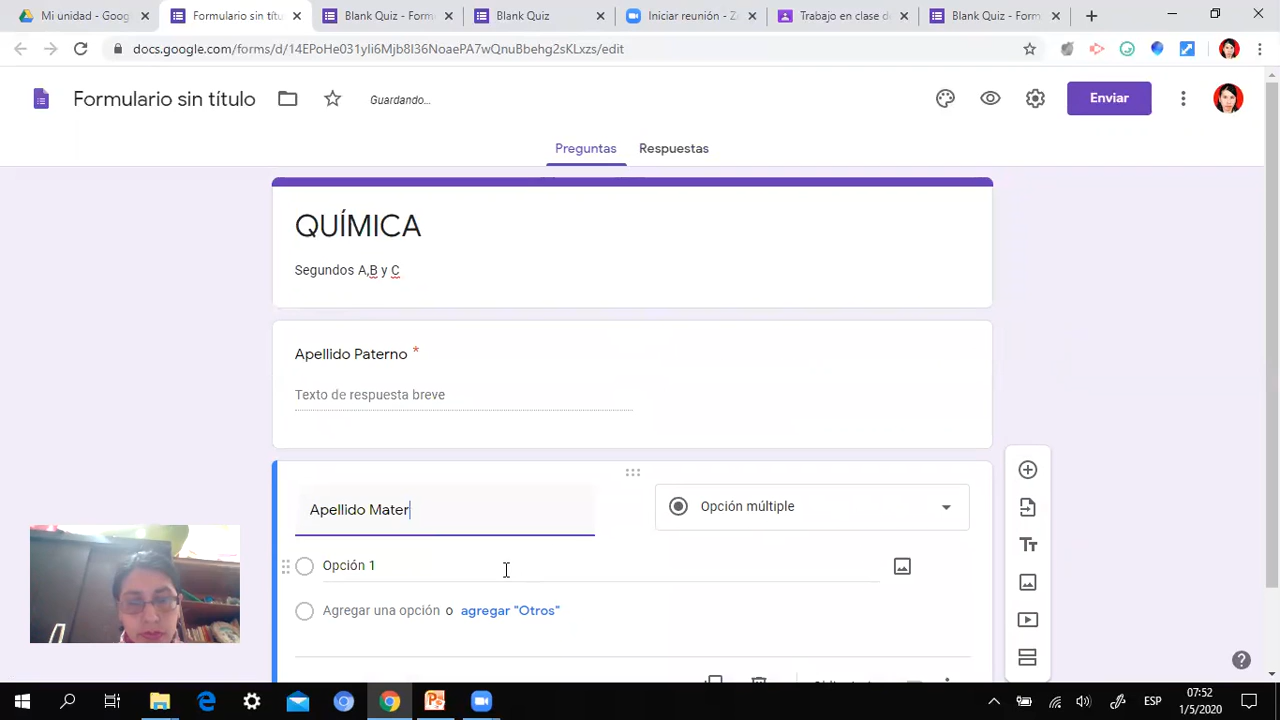 Mi unidad - Goog
Formulario sin títu
Blank Quiz - Form
Blank Quiz
Iniciar reunión
Trabajo en clase d
Blank Quiz - Form
docs.google.com/forms/d/14EPoHe031yIi6Mjb8I36NoaePA7wQnuBbehg2sKLxzs/edit
Formulario sin título
Guardando...
Enviar
Preguntas
Respuestas
QUÍMICA
Segundos A,B y C
Apellido Paterno *
Texto de respuesta breve
Apellido Mater
Opción múltiple
Opción 1
Agregar una opción o agregar "Otros"
ESP
07:52
1/5/2020